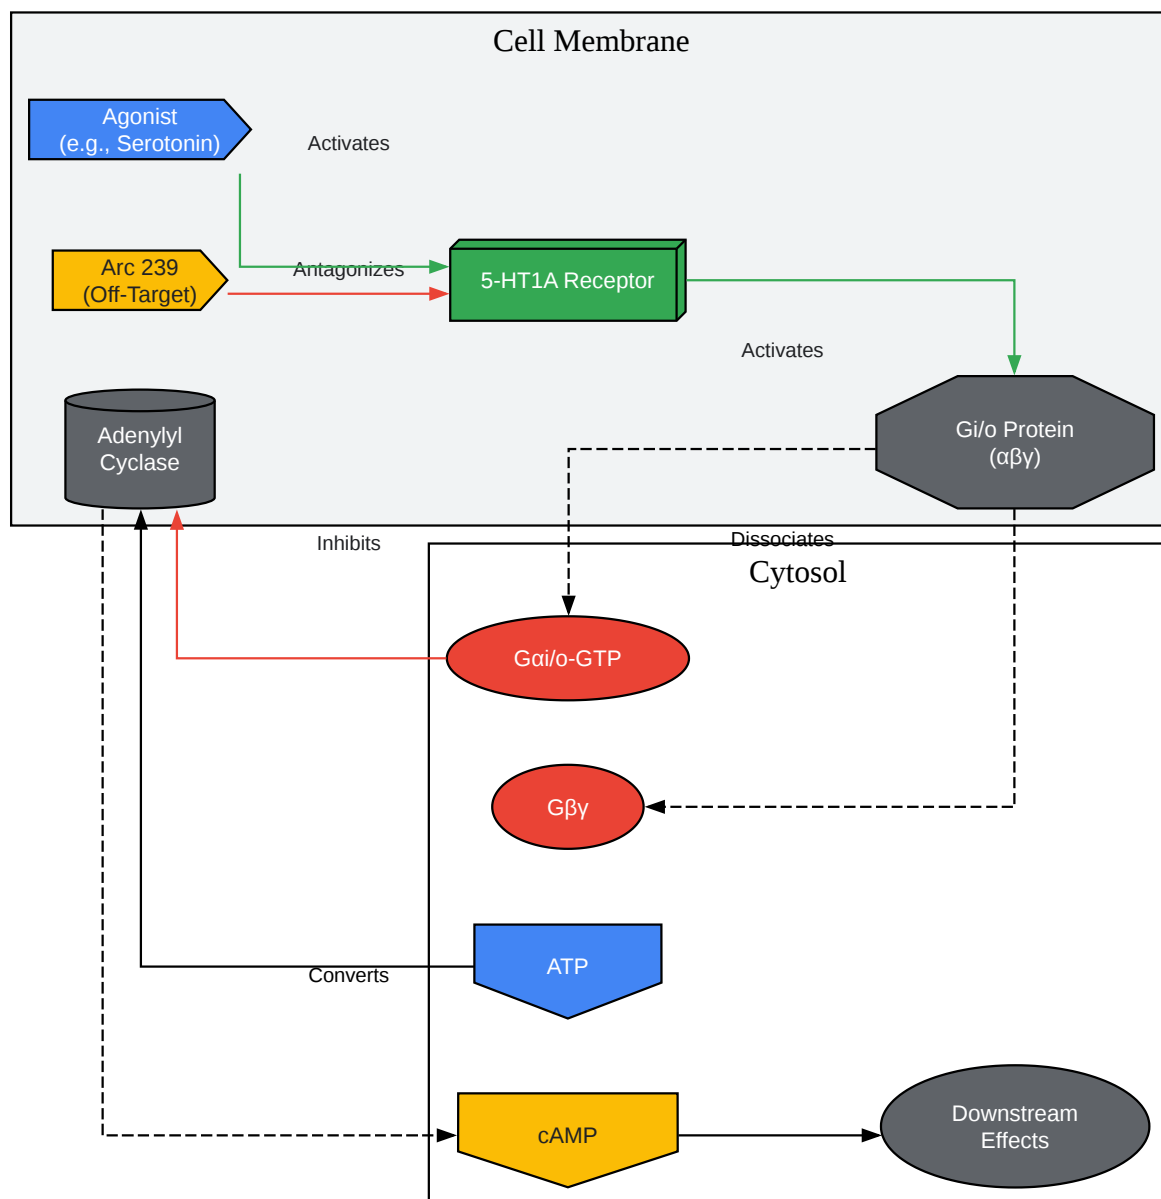 Cell Membrane
Agonist
(e.g., Serotonin)
Activates
Arc 239
(Off-Target)
Antagonizes
5-HT1A Receptor
Activates
Adenylyl
Cyclase
Gi/o Protein
(αβγ)
Inhibits
Dissociates
Cytosol
Gαi/o-GTP
Gβγ
ATP
Converts
cAMP
Downstream
Effects